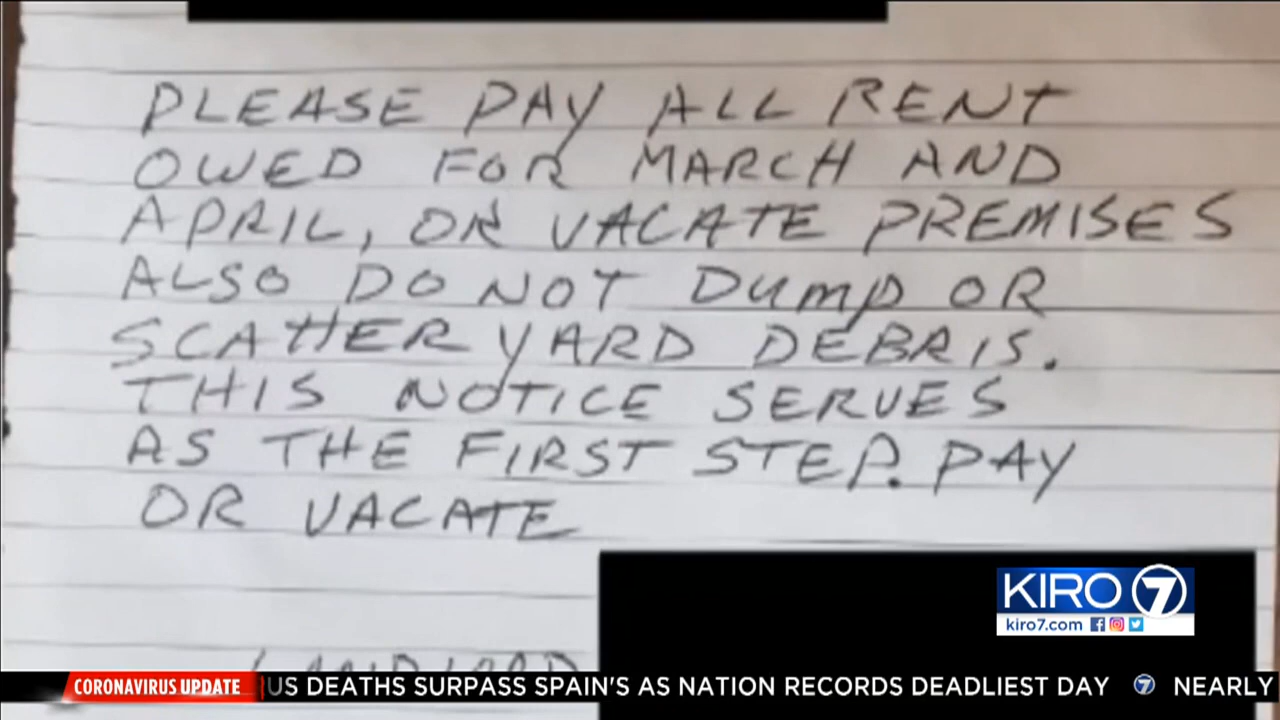 PLEASE PAY ALL RENT
OWED FOR MARCH AND
APRIL, OR VACATE PREMISES
ALSO DO NOT DUMP OR
SCATTER YARD DEBRIS.
THIS NOTICE SERVES
AS THE FIRST STEP. PAY
OR VACATE
LANDLORD
KIRO 7
kiro7.com
CORONAVIRUS UPDATE US DEATHS SURPASS SPAIN'S AS NATION RECORDS DEADLIEST DAY 7 NEARLY